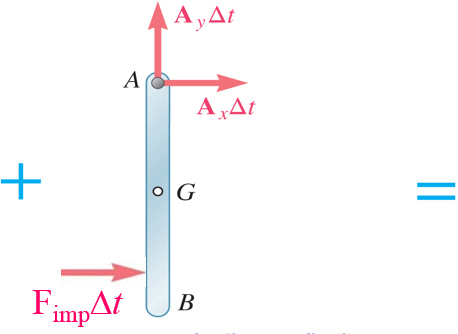 A_yΔt
A
A_xΔt
+
G
=
F_impΔt
B